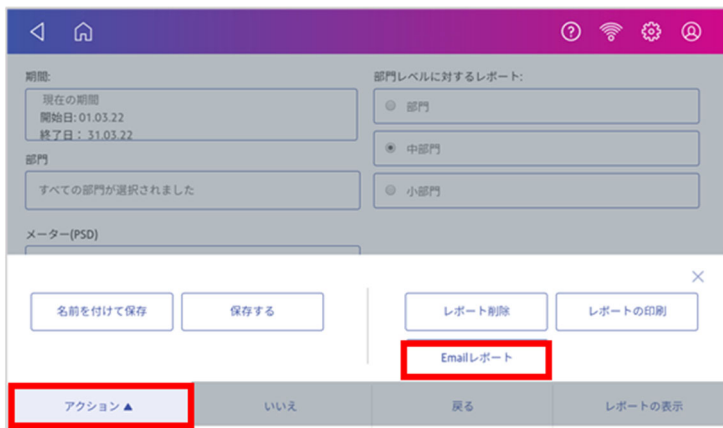 期間:
現在の期間
開始日: 01.03.22
終了日： 31.03.22
部門
すべての部門が選択されました
メーター(PSD)
部門レベルに対するレポート:
部門
中部門
小部門
名前を付けて保存
保存する
レポート削除
レポートの印刷
Emailレポート
アクション ▲
いいえ
戻る
レポートの表示